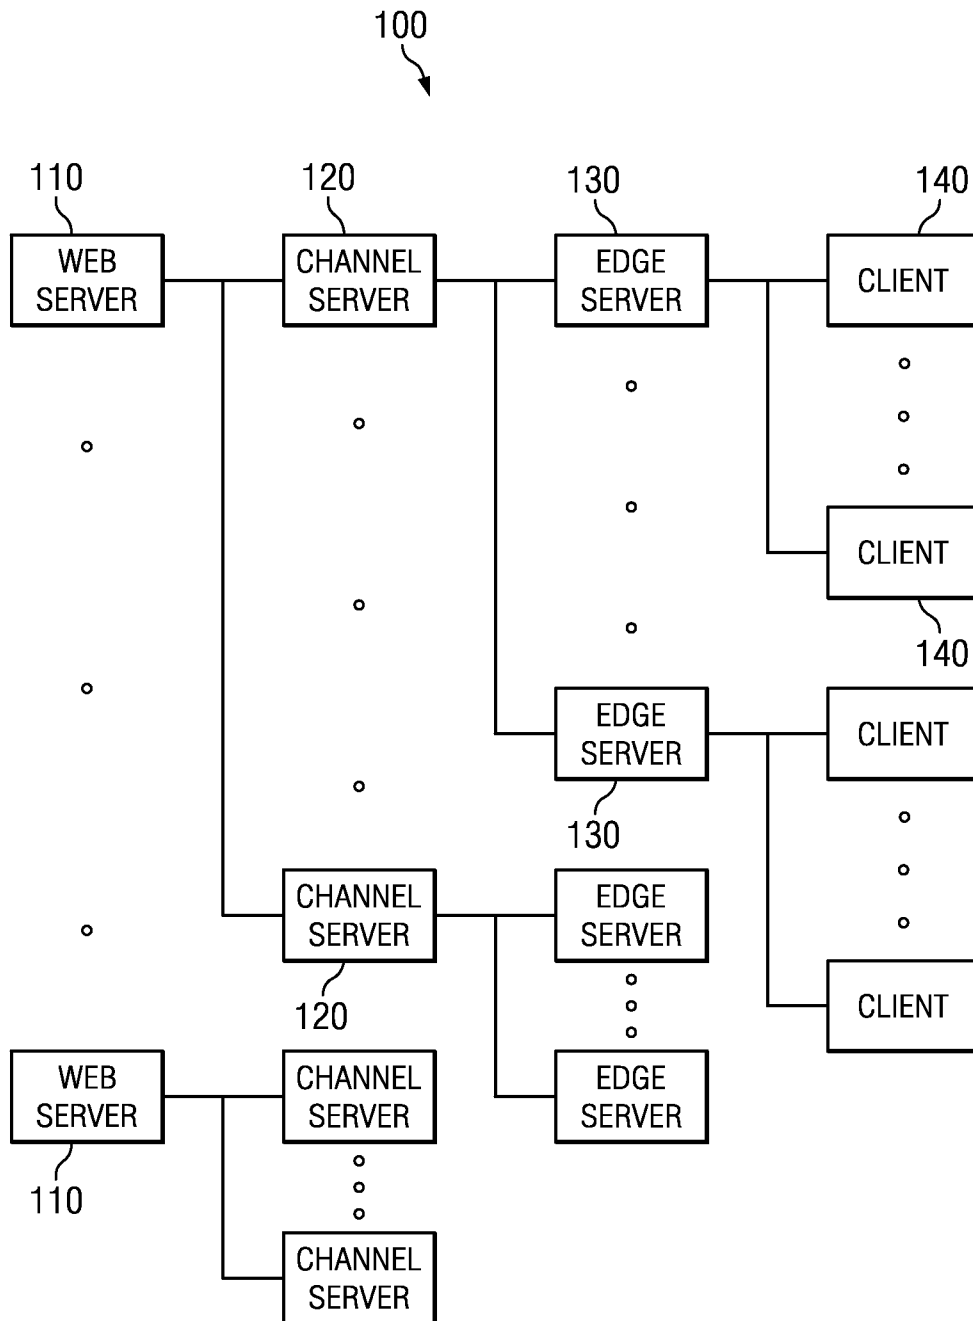 100
110
120
130
140
WEB
SERVER
CHANNEL
SERVER
EDGE
SERVER
CLIENT
CLIENT
140
EDGE
SERVER
130
CLIENT
CHANNEL
SERVER
120
EDGE
SERVER
CLIENT
WEB
SERVER
110
CHANNEL
SERVER
EDGE
SERVER
CHANNEL
SERVER